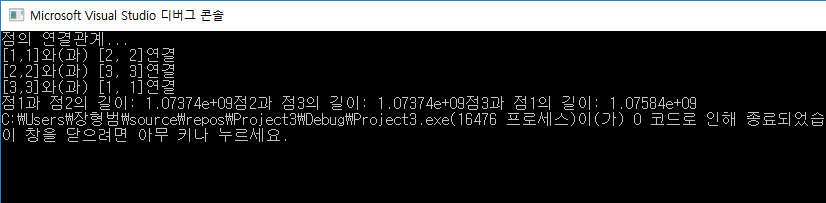 Microsoft Visual Studio 디버그 콘솔
점의 연결관계...
[1,1]와(과) [2, 2]연결
[2,2]와(과) [3, 3]연결
[3,3]와(과) [1, 1]연결
점1과 점2의 길이: 1.07374e+09점2과 점3의 길이: 1.07374e+09점3과 점1의 길이: 1.07584e+09
C:\Users\장형범\source\repos\Project3\Debug\Project3.exe(16476 프로세스)이(가) 0 코드로 인해 종료되었습
이 창을 닫으려면 아무 키나 누르세요.